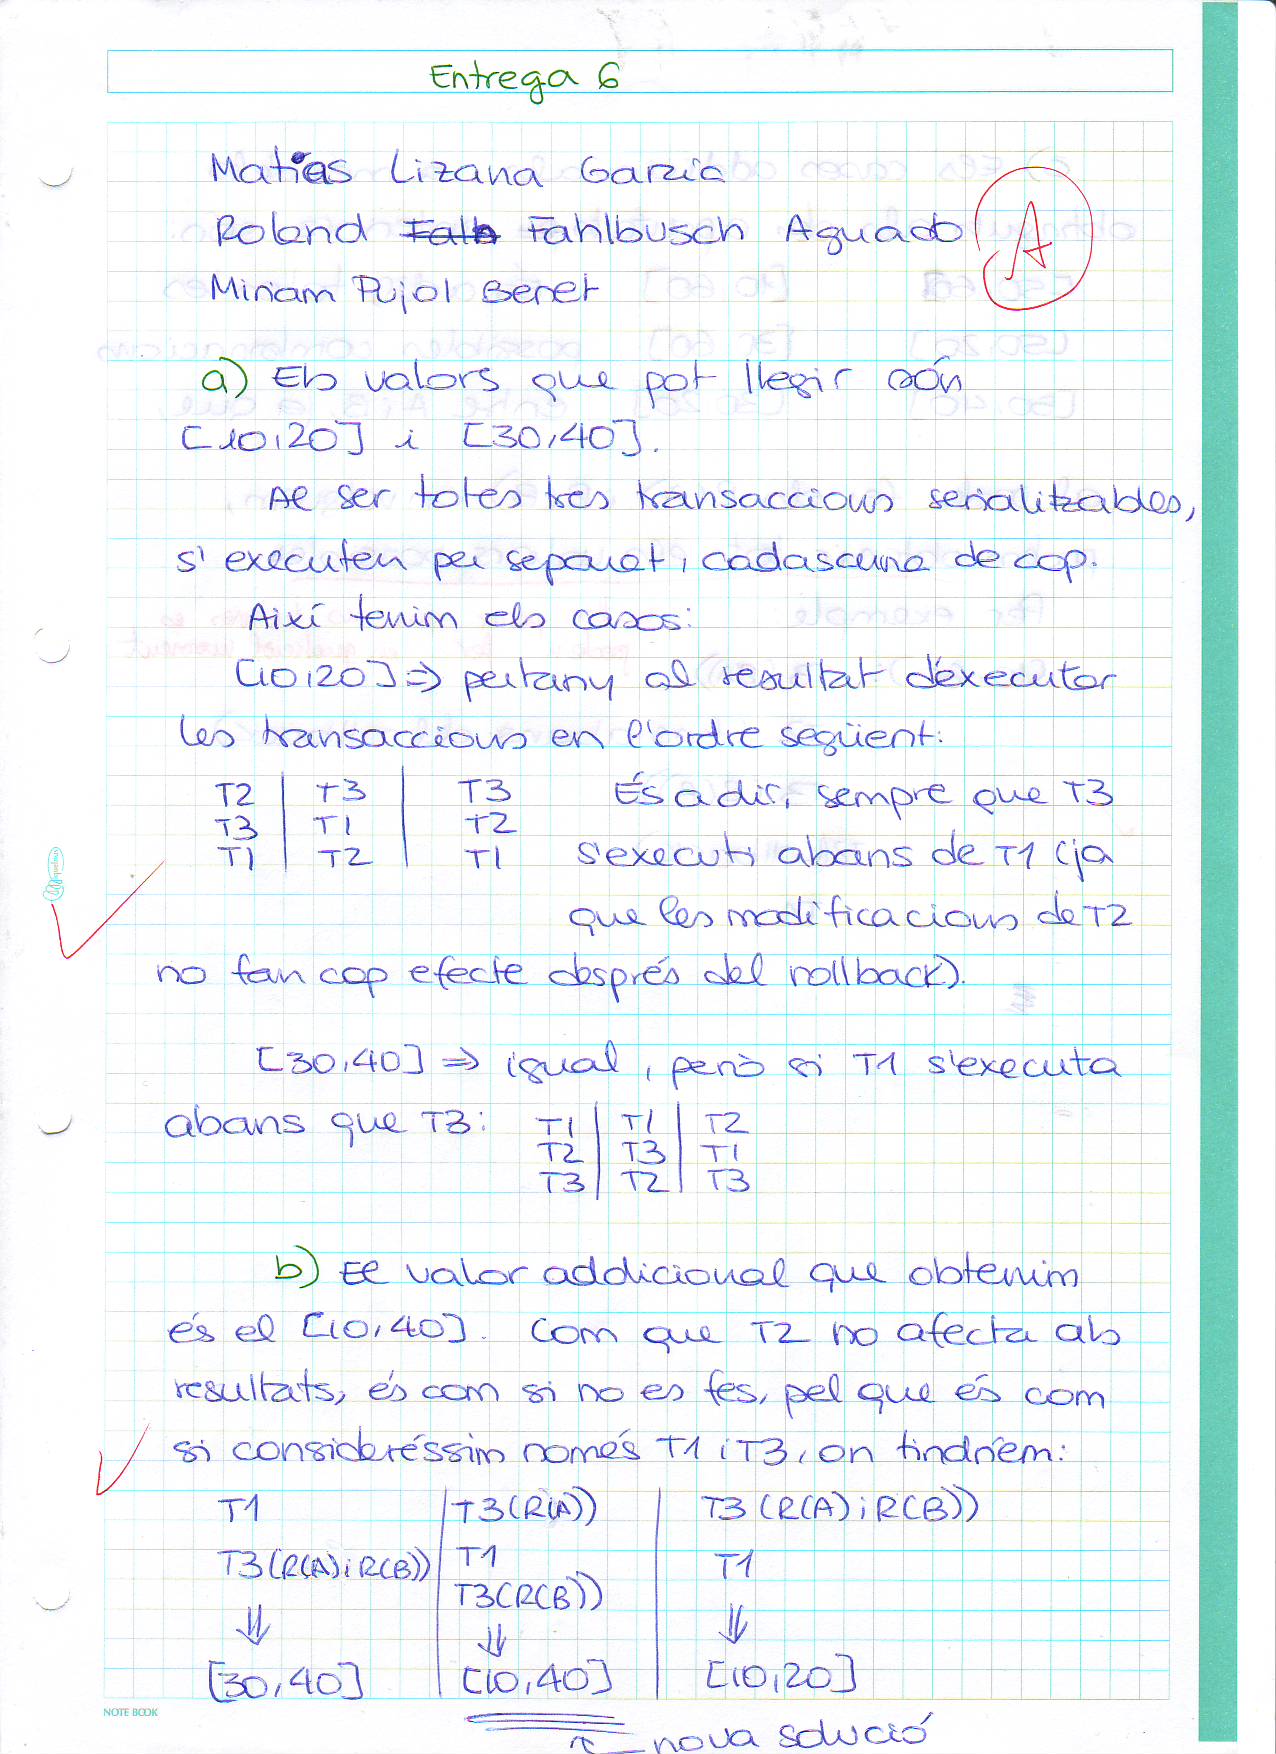 Entrega 6
Matias Lizana Garzia
Roland Fahlbusch Aguado
Miriam Pujol Benet
A
a) Els valors que pot llegir són
[10,20] i [30,40].
Al ser totes tres transaccions serialitzables,
s'executen per separat, cadascuna de cop.
Així tenim els casos:
[10,20] => pertany al resultat d'executar
les transaccions en l'ordre següent:
T2 | T3 | T3 És a dir, sempre que T3
T3 | T1 | T2
T1 | T2 | T1 s'executi abans de T1 (ja
que les modificacions de T2
no fan cap efecte després del rollback).
[30,40] => igual, però si T1 s'executa
abans que T3: T1 | T1 | T2
T2 | T3 | T1
T3 | T2 | T3
b) El valor addicional que obtenim
és el [10,40]. Com que T2 no afecta als
resultats, és com si no es fes, pel que és com
si consideréssim només T1 i T3, on tindríem:
T1 | T3(R(A)) | T3(R(A) i R(B))
T3(R(A) i R(B)) | T1 | T1
T3(R(B))
[30,40] | [10,40] | [10,20]
NOTE BOOK
nova solució